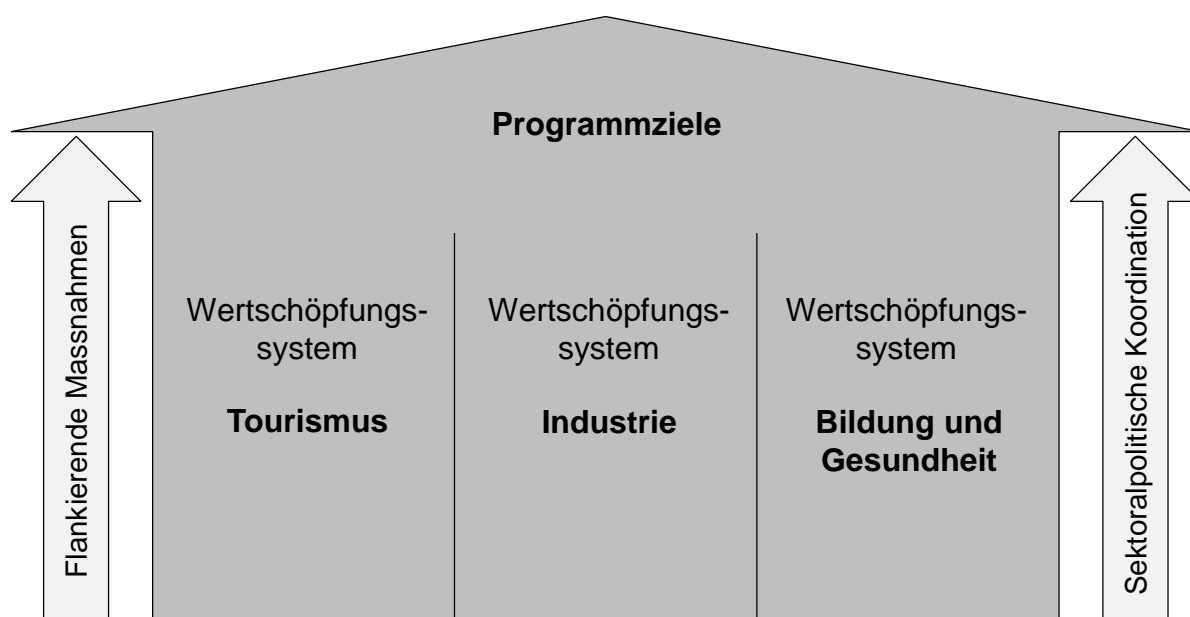 Programmziele
Flankierende Massnahmen
Wertschöpfungs-
system
Tourismus
Wertschöpfungs-
system
Industrie
Wertschöpfungs-
system
Bildung und
Gesundheit
Sektoralpolitische Koordination